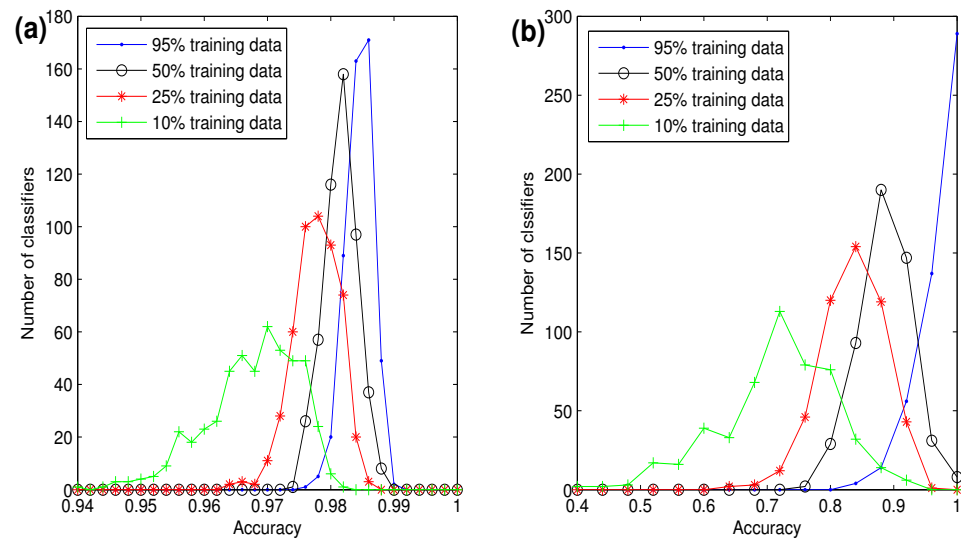 (a)
180
160
140
120
100
80
60
40
20
0
Number of classifiers
95% training data
50% training data
25% training data
10% training data
0.94
0.95
0.96
0.97
0.98
0.99
1
Accuracy
(b)
300
250
200
150
100
50
0
Number of clssifiers
95% training data
50% training data
25% training data
10% training data
0.4
0.5
0.6
0.7
0.8
0.9
1
Accuracy